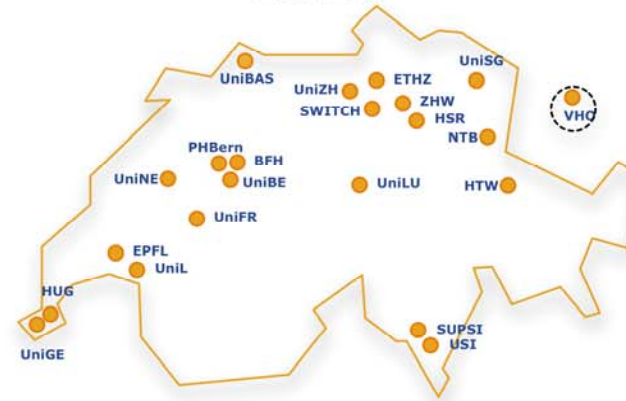 UniBAS
UniZH
ETHZ
UniSG
SWITCH
ZHW
HSR
VHO
NTB
PHBern
BFH
UniNE
UniBE
UniLU
HTW
UniFR
EPFL
UniL
HUG
UniGE
SUPSI
USI